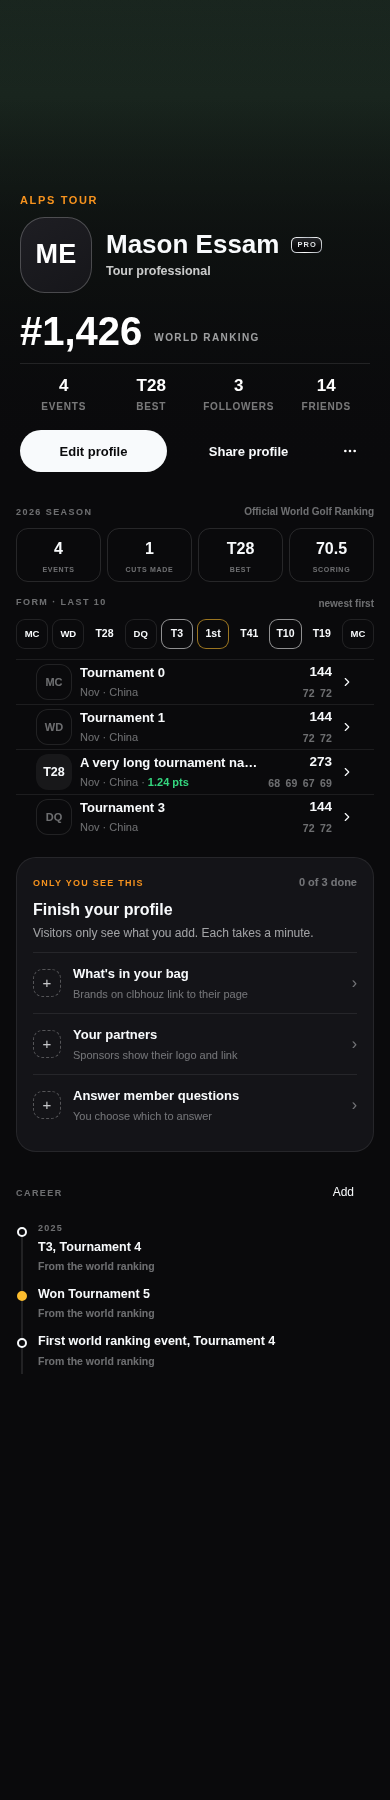 ALPS TOUR
ME
Mason Essam PRO
Tour professional
#1,426 WORLD RANKING
4 T28 3 14
EVENTS BEST FOLLOWERS FRIENDS
Edit profile Share profile ···
2026 SEASON Official World Golf Ranking
4 1 T28 70.5
EVENTS CUTS MADE BEST SCORING
FORM · LAST 10 newest first
MC WD T28 DQ T3 1st T41 T10 T19 MC
MC Tournament 0 144
Nov · China 72 72
WD Tournament 1 144
Nov · China 72 72
T28 A very long tournament na… 273
Nov · China · 1.24 pts 68 69 67 69
DQ Tournament 3 144
Nov · China 72 72
ONLY YOU SEE THIS 0 of 3 done
Finish your profile
Visitors only see what you add. Each takes a minute.
+ What's in your bag ›
Brands on clbhouz link to their page
+ Your partners ›
Sponsors show their logo and link
+ Answer member questions ›
You choose which to answer
CAREER Add
2025
T3, Tournament 4
From the world ranking
Won Tournament 5
From the world ranking
First world ranking event, Tournament 4
From the world ranking